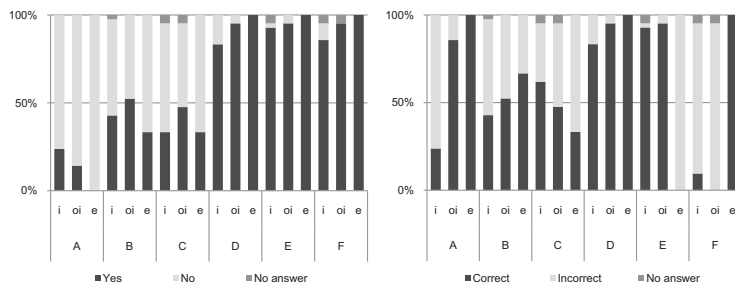 100%
50%
0%
i oi e i oi e i oi e i oi e i oi e i oi e
A B C D E F
Yes No No answer
100%
50%
0%
i oi e i oi e i oi e i oi e i oi e i oi e
A B C D E F
Correct Incorrect No answer